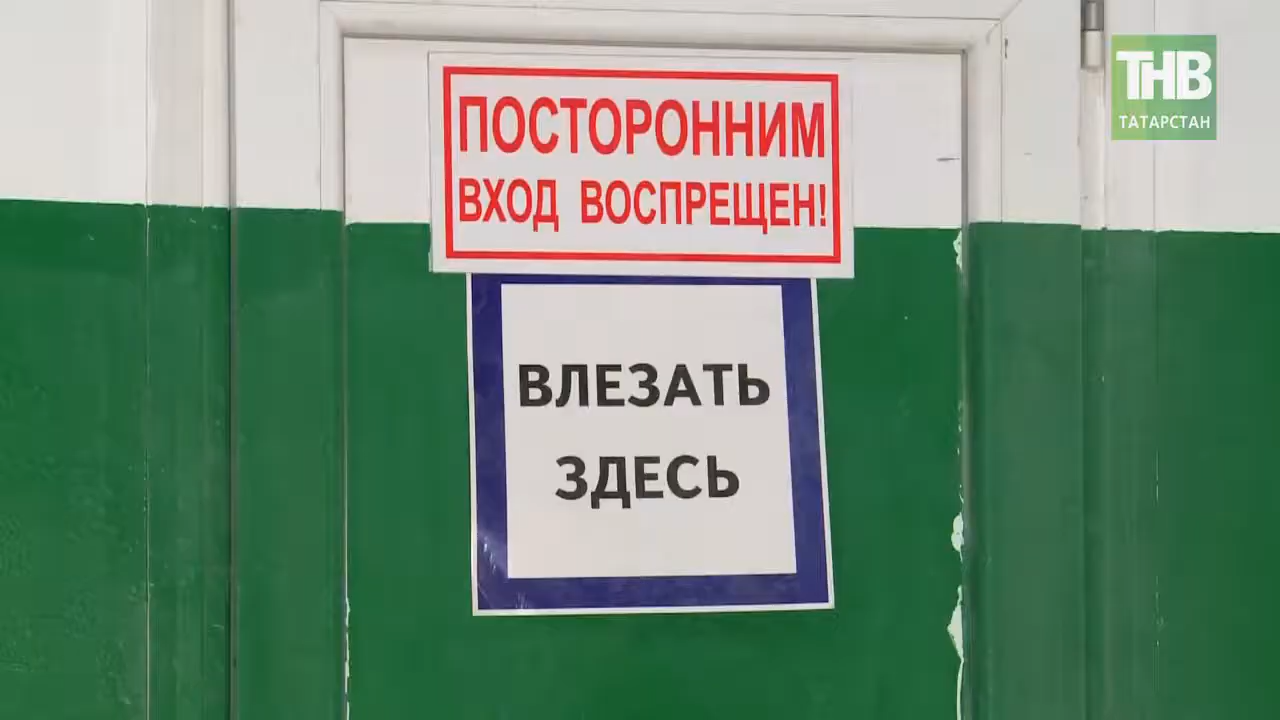 ТНВ
ТАТАРСТАН
ПОСТОРОННИМ
ВХОД ВОСПРЕЩЕН!
ВЛЕЗАТЬ
ЗДЕСЬ